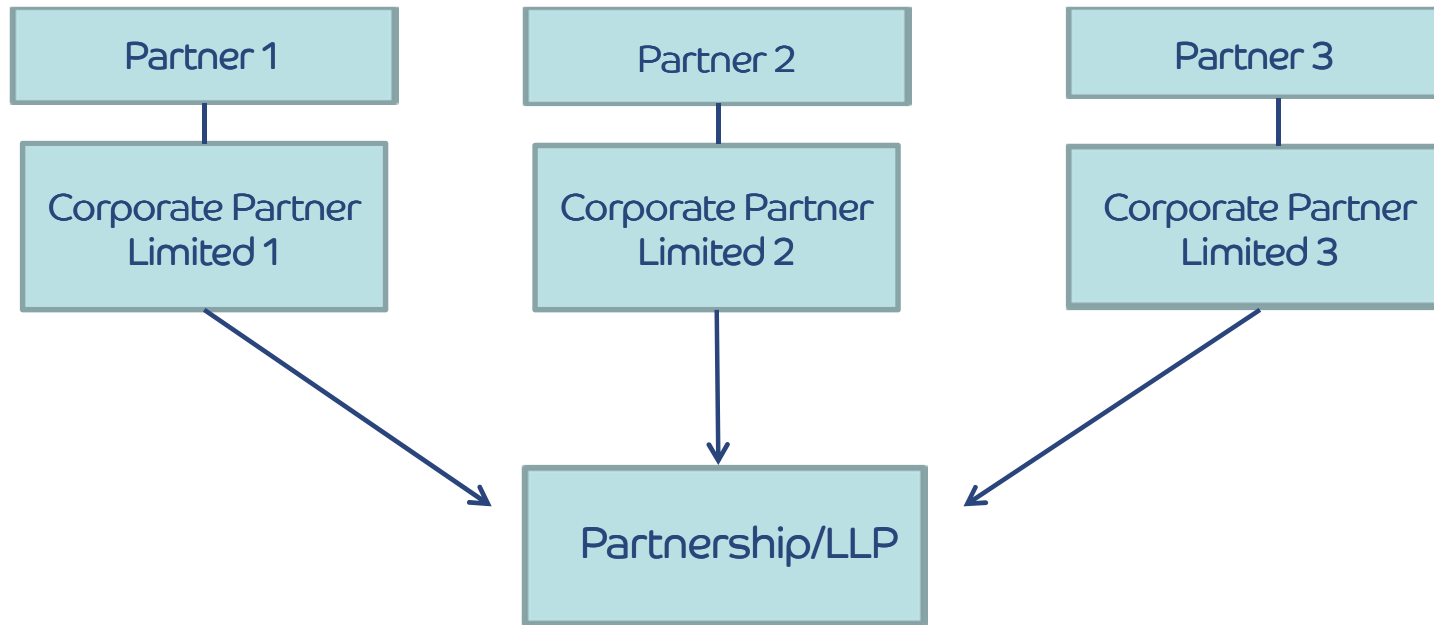 Partner 1
Partner 2
Partner 3
Corporate Partner
Limited 1
Corporate Partner
Limited 2
Corporate Partner
Limited 3
Partnership/LLP